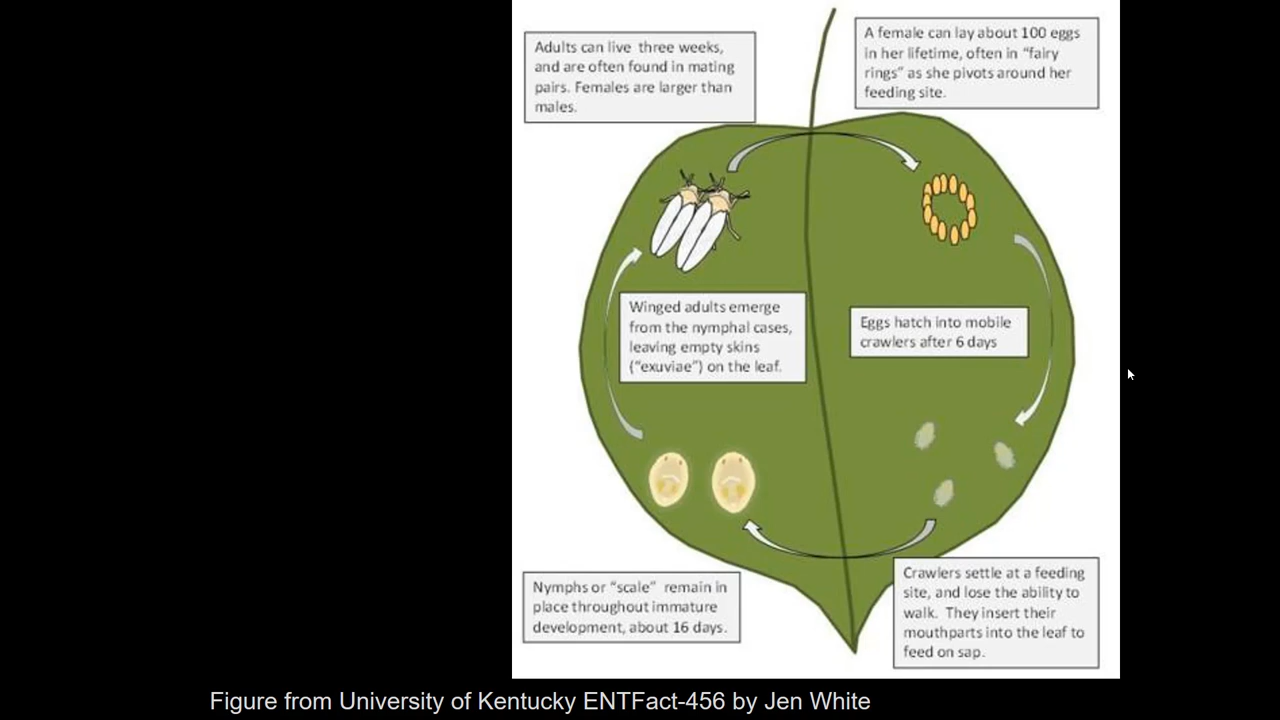 Adults can live three weeks,
and are often found in mating
pairs. Females are larger than
males.
A female can lay about 100 eggs
in her lifetime, often in “fairy
rings” as she pivots around her
feeding site.
Winged adults emerge
from the nymphal cases,
leaving empty skins
(“exuviae”) on the leaf.
Eggs hatch into mobile
crawlers after 6 days
Nymphs or “scale” remain in
place throughout immature
development, about 16 days.
Crawlers settle at a feeding
site, and lose the ability to
walk. They insert their
mouthparts into the leaf to
feed on sap.
Figure from University of Kentucky ENTFact-456 by Jen White